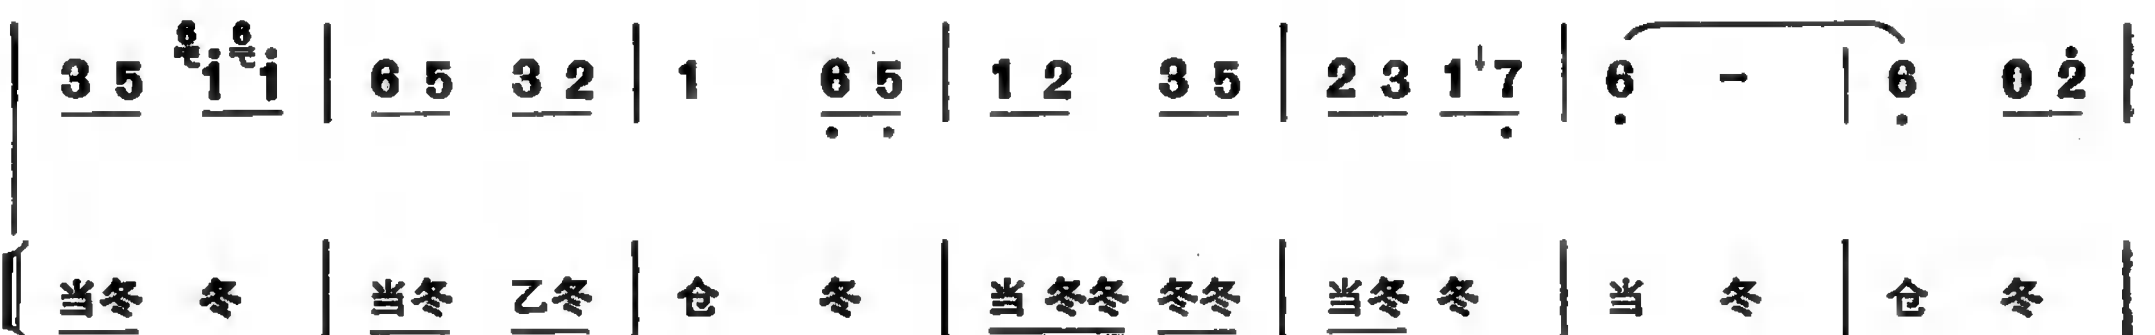 3 5 6 i 6 i | 6 5 3 2 | 1 6 5 | 1 2 3 5 | 2 3 1 ↓ 7 | 6 - | 6 0 2
当冬 冬 | 当冬 乙冬 | 仓 冬 | 当 冬冬 冬冬 | 当冬 冬 | 当 冬 | 仓 冬